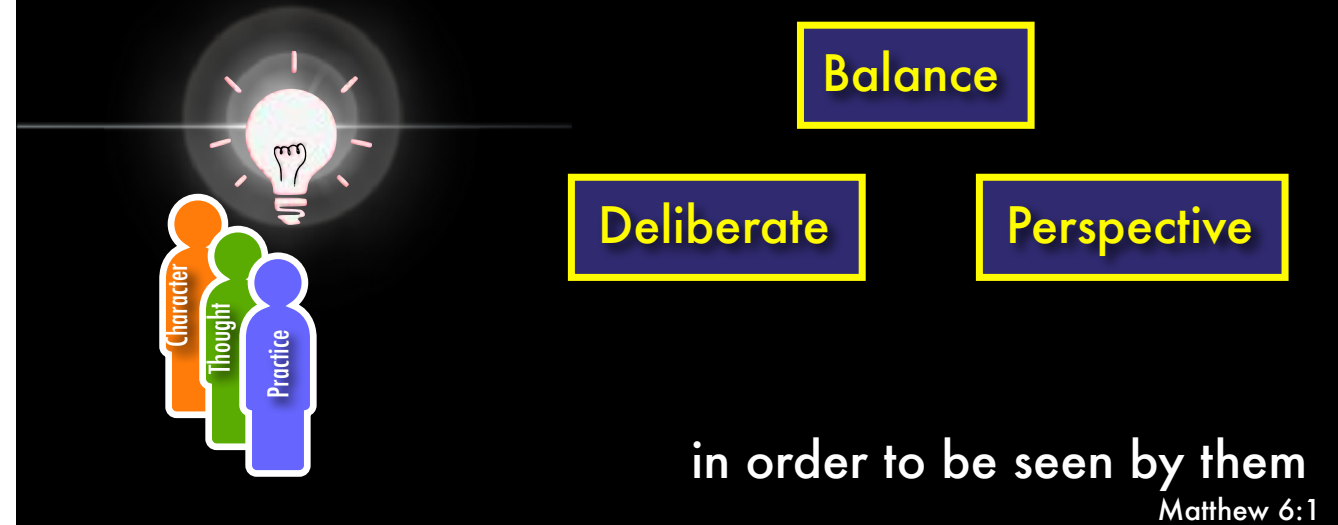 Balance
Deliberate
Perspective
Character
Thought
Practice
in order to be seen by them
Matthew 6:1